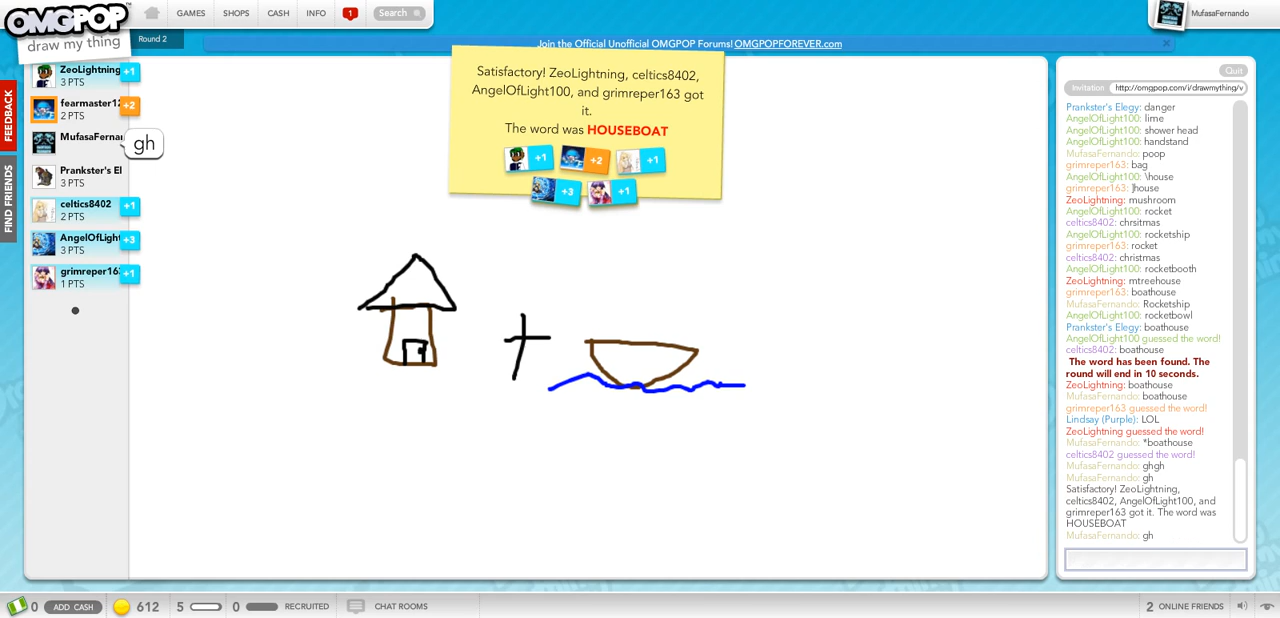 OMGPOP™
draw my thing
GAMES
SHOPS
CASH
INFO
1
Search
MufasaFernando
Round 2
Join the Official Unofficial OMGPOP Forums! OMGPOPFOREVER.com
FEEDBACK
FIND FRIENDS
ZeoLightning +1
3 PTS
fearmaster12 +2
2 PTS
MufasaFernan
gh
Prankster's El
3 PTS
celtics8402 +1
2 PTS
AngelOfLight +3
3 PTS
grimreper163 +1
1 PTS
Satisfactory! ZeoLightning, celtics8402,
AngelOfLight100, and grimreper163 got
it.
The word was HOUSEBOAT
+1 +2 +1
+3 +1
Quit
Invitation http://omgpop.com/i/drawmything/v
Prankster's Elegy: danger
AngelOfLight100: lime
AngelOfLight100: shower head
AngelOfLight100: handstand
MufasaFernando: poop
grimreper163: bag
AngelOfLight100: \house
grimreper163: ]house
ZeoLightning: mushroom
AngelOfLight100: rocket
celtics8402: chrsitmas
AngelOfLight100: rocketship
grimreper163: rocket
celtics8402: christmas
AngelOfLight100: rocketbooth
ZeoLightning: mtreehouse
grimreper163: boathouse
MufasaFernando: Rocketship
AngelOfLight100: rocketbowl
Prankster's Elegy: boathouse
AngelOfLight100 guessed the word!
celtics8402: boathouse
The word has been found. The
round will end in 10 seconds.
ZeoLightning: boathouse
MufasaFernando: boathouse
grimreper163 guessed the word!
Lindsay (Purple): LOL
ZeoLightning guessed the word!
MufasaFernando: *boathouse
celtics8402 guessed the word!
MufasaFernando: ghgh
MufasaFernando: gh
Satisfactory! ZeoLightning,
celtics8402, AngelOfLight100, and
grimreper163 got it. The word was
HOUSEBOAT
MufasaFernando: gh
0 ADD CASH 612 5 0 RECRUITED CHAT ROOMS 2 ONLINE FRIENDS